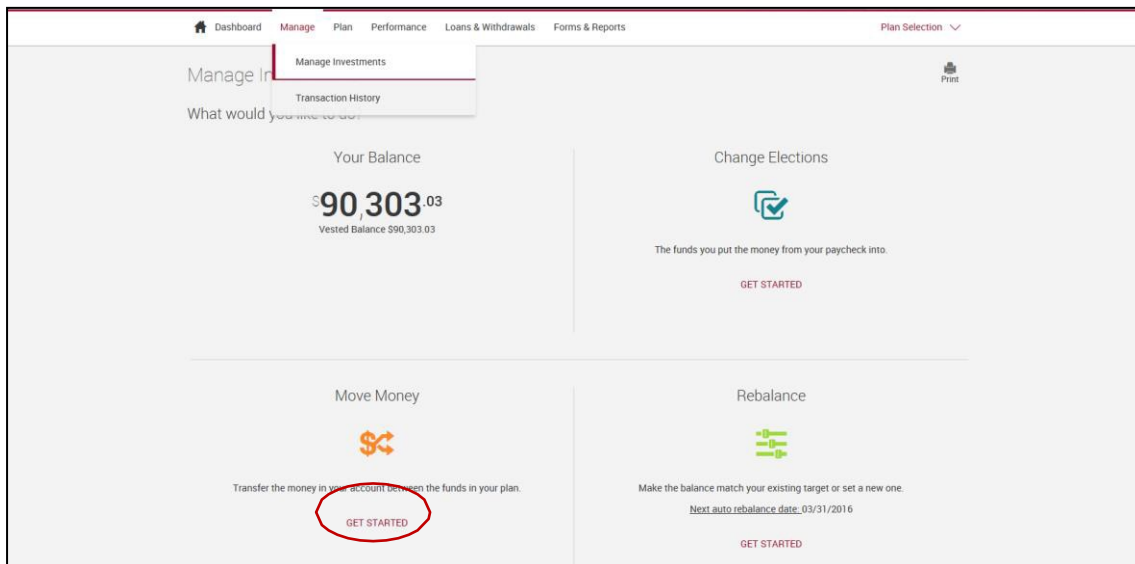 Dashboard Manage Plan Performance Loans & Withdrawals Forms & Reports Plan Selection
Manage Investments
Manage In
Print
Transaction History
What would you like to do?
Your Balance
Change Elections
$90,303.03
Vested Balance $90,303.03
The funds you put the money from your paycheck into.
GET STARTED
Move Money
Rebalance
Transfer the money in your account between the funds in your plan.
Make the balance match your existing target or set a new one.
Next auto rebalance date: 03/31/2016
GET STARTED
GET STARTED